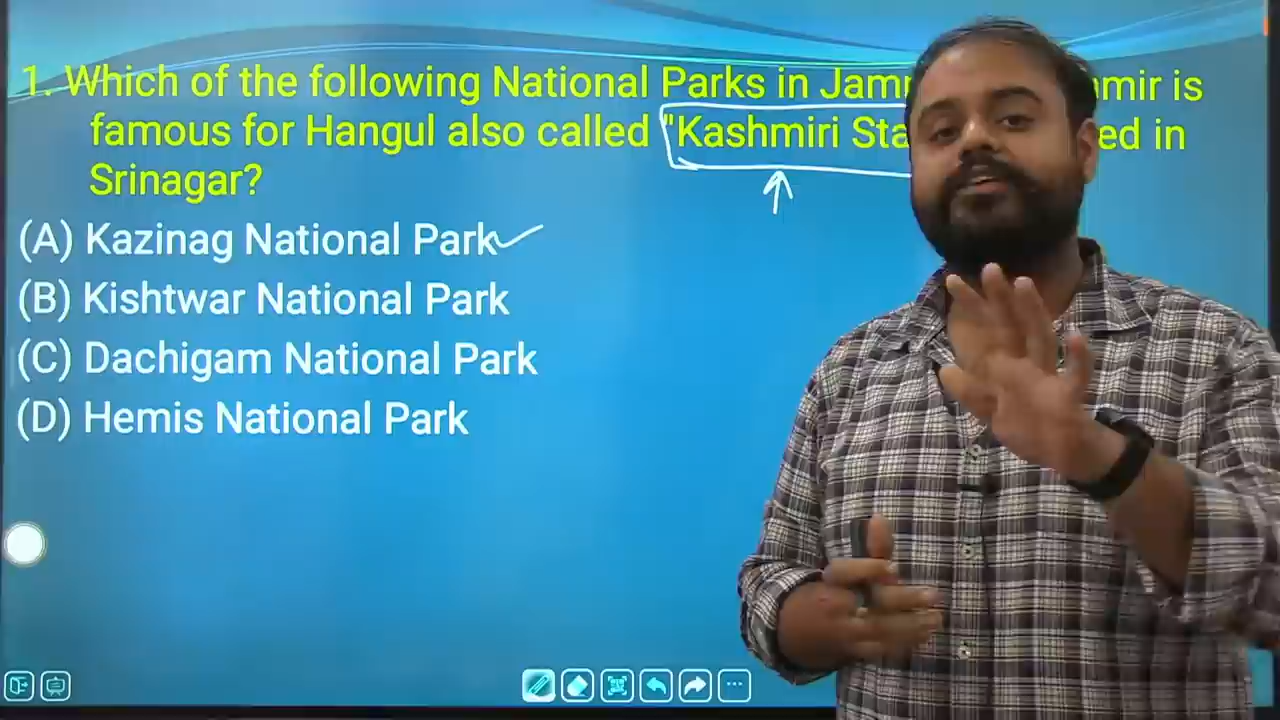 1. Which of the following National Parks in Jam mir is
famous for Hangul also called "Kashmiri Sta ed in
Srinagar?
(A) Kazinag National Park
(B) Kishtwar National Park
(C) Dachigam National Park
(D) Hemis National Park